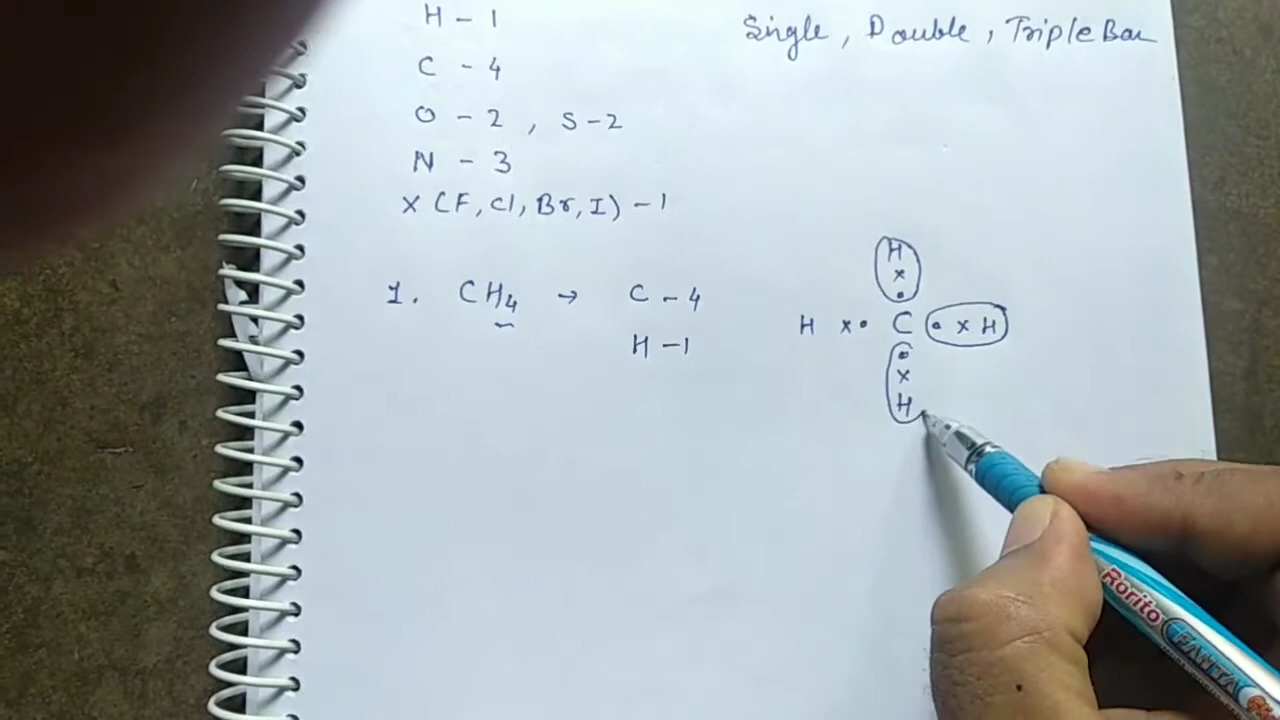 H - 1
Single, Double, Triple Bon
C - 4
O - 2 , S-2
N - 3
X (F, Cl, Br, I) - 1
1. CH4 → C - 4
H - 1
H
x
•
H x • C • x H
•
x
H
Rorito
FANTA